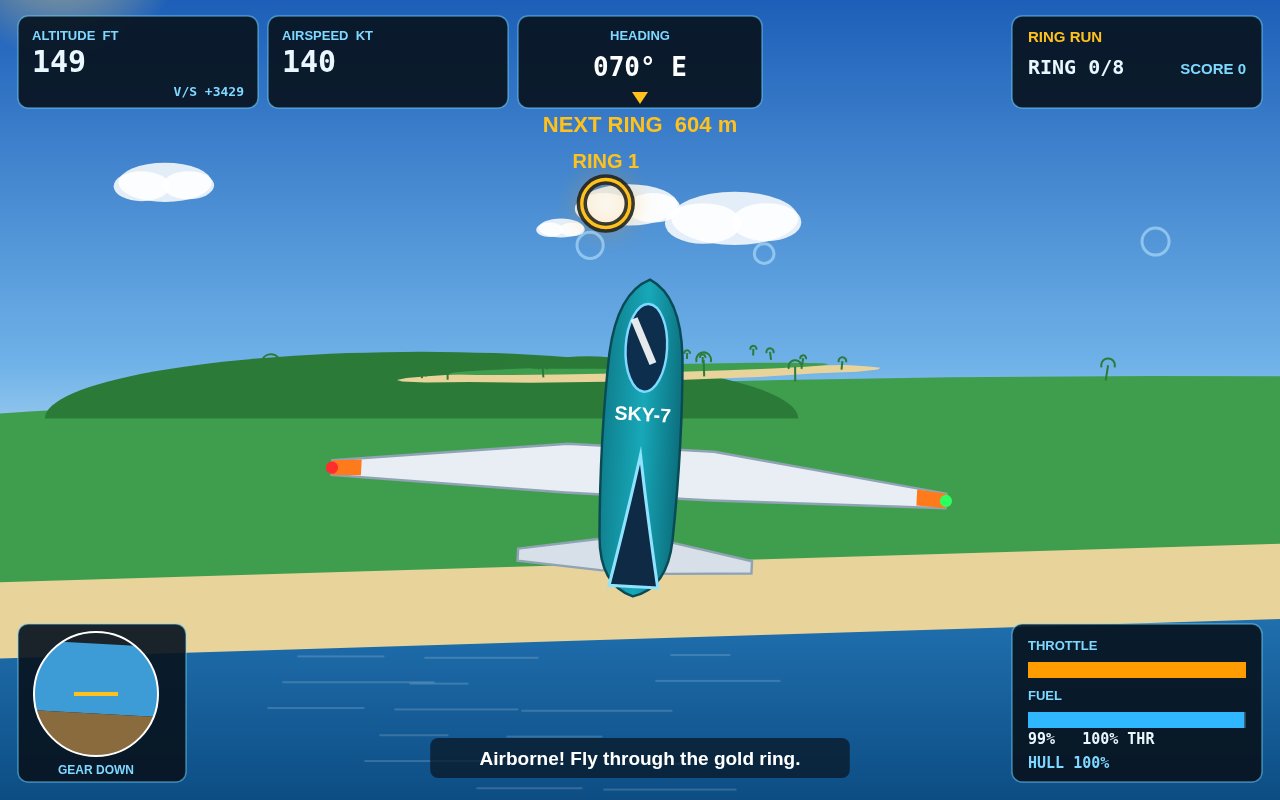 ALTITUDE FT
149
V/S +3429
AIRSPEED KT
140
HEADING
070° E
RING RUN
RING 0/8 SCORE 0
NEXT RING 604 m
RING 1
SKY-7
GEAR DOWN
Airborne! Fly through the gold ring.
THROTTLE
FUEL
99% 100% THR
HULL 100%